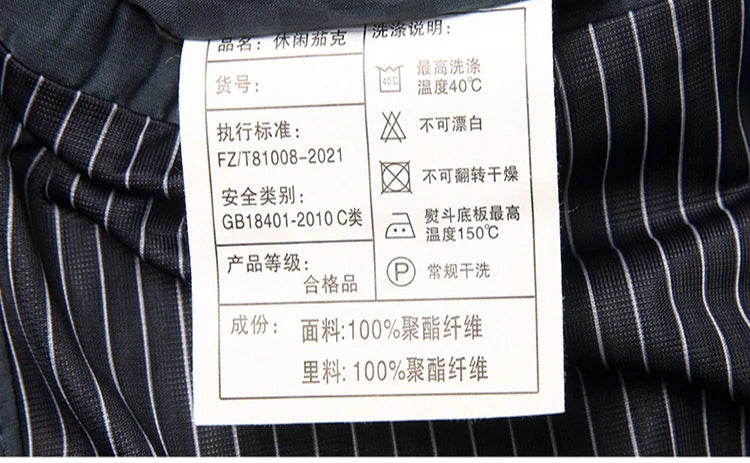 品名：休闲茄克
货号：
执行标准：
FZ/T81008-2021
安全类别：
GB18401-2010 C类
产品等级：
合格品
洗涤说明：
40℃
最高洗涤
温度40℃
不可漂白
不可翻转干燥
熨斗底板最高
温度150℃
P
常规干洗
成份：
面料:100%聚酯纤维
里料:100%聚酯纤维